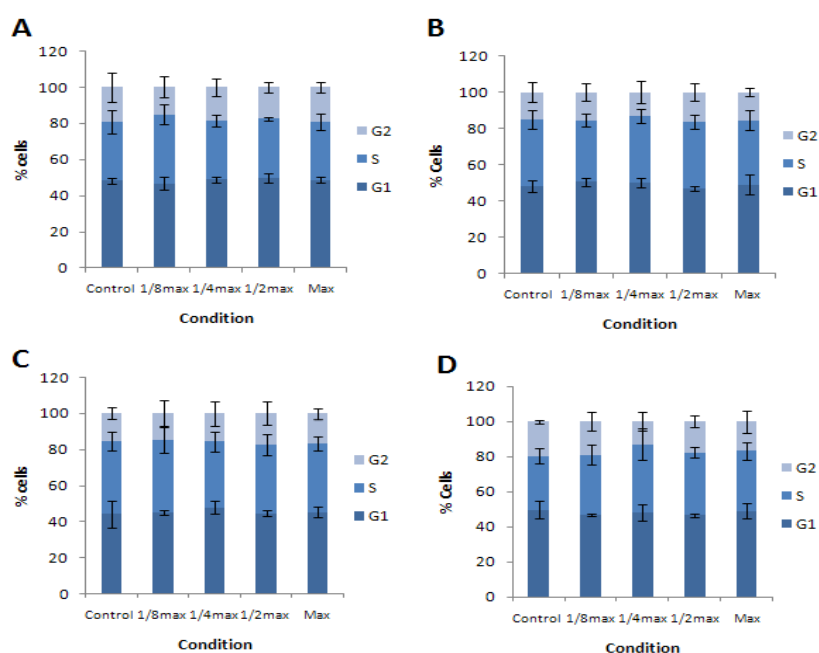 A
120
100
80
60
40
20
0
% cells
Control 1/8max 1/4max 1/2max Max
Condition
G2
S
G1
B
120
100
80
60
40
20
0
% Cells
Control 1/8max 1/4max 1/2max Max
Condition
G2
S
G1
C
120
100
80
60
40
20
0
% Cells
Control 1/8max 1/4max 1/2max Max
Condition
G2
S
G1
D
120
100
80
60
40
20
0
% Cells
Control 1/8max 1/4max 1/2max Max
Condition
G2
S
G1